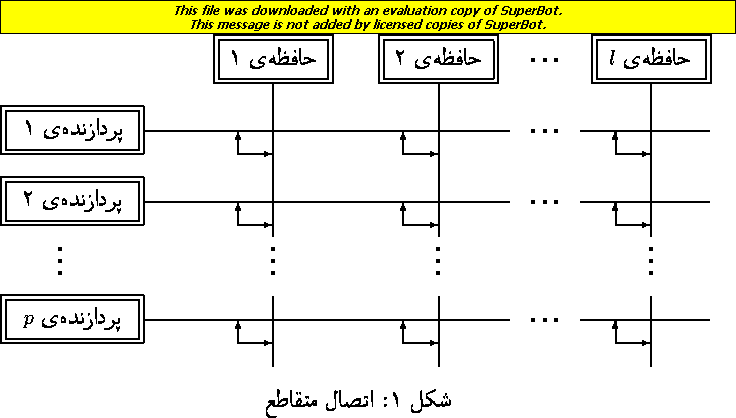 This file was downloaded with an evaluation copy of SuperBot.
This message is not added by licensed copies of SuperBot.
حافظه‌ی ۱
حافظه‌ی ۲
حافظه‌ی l
پردازنده‌ی ۱
پردازنده‌ی ۲
پردازنده‌ی p
شکل ۱: اتصال متقاطع